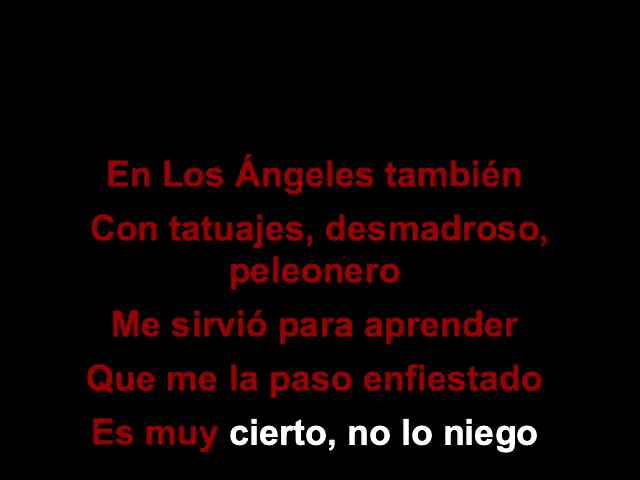 En Los Ángeles también
Con tatuajes, desmadroso,
peleonero
Me sirvió para aprender
Que me la paso enfiestado
Es muy cierto, no lo niego